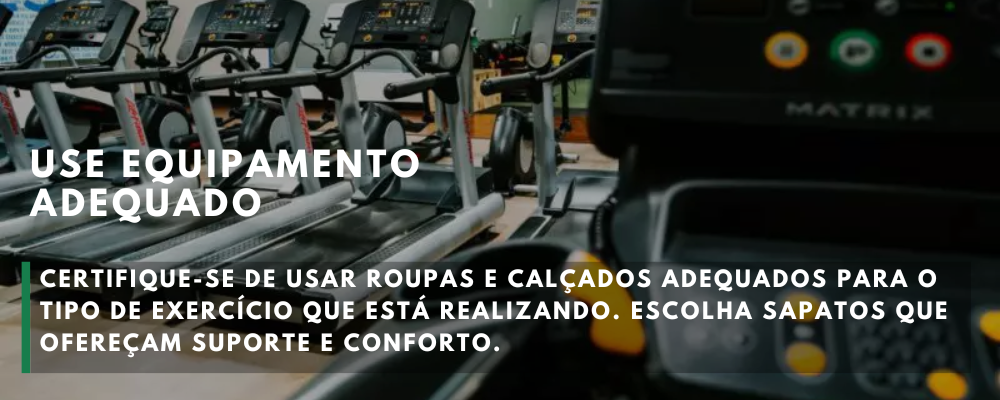 MATRIX
USE EQUIPAMENTO
ADEQUADO
CERTIFIQUE-SE DE USAR ROUPAS E CALÇADOS ADEQUADOS PARA O
TIPO DE EXERCÍCIO QUE ESTÁ REALIZANDO. ESCOLHA SAPATOS QUE
OFEREÇAM SUPORTE E CONFORTO.